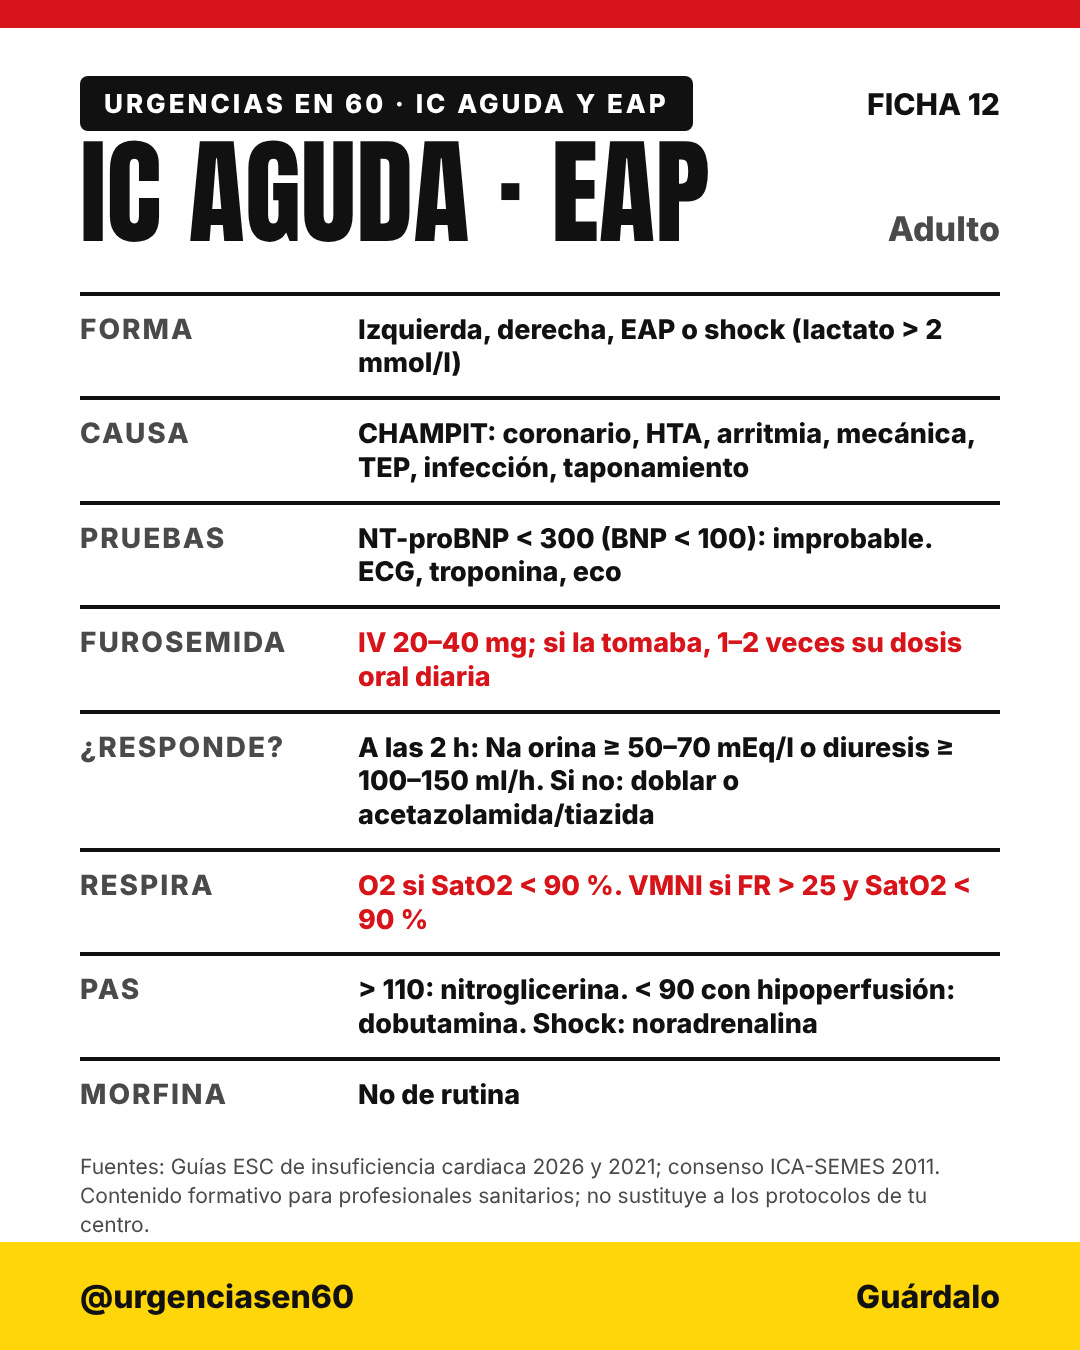 URGENCIAS EN 60 · IC AGUDA Y EAP
FICHA 12
IC AGUDA · EAP
Adulto
FORMA
Izquierda, derecha, EAP o shock (lactato > 2
mmol/l)
CAUSA
CHAMPIT: coronario, HTA, arritmia, mecánica,
TEP, infección, taponamiento
PRUEBAS
NT-proBNP < 300 (BNP < 100): improbable.
ECG, troponina, eco
FUROSEMIDA
IV 20–40 mg; si la tomaba, 1–2 veces su dosis
oral diaria
¿RESPONDE?
A las 2 h: Na orina ≥ 50–70 mEq/l o diuresis ≥
100–150 ml/h. Si no: doblar o
acetazolamida/tiazida
RESPIRA
O2 si SatO2 < 90 %. VMNI si FR > 25 y SatO2 <
90 %
PAS
> 110: nitroglicerina. < 90 con hipoperfusión:
dobutamina. Shock: noradrenalina
MORFINA
No de rutina
Fuentes: Guías ESC de insuficiencia cardiaca 2026 y 2021; consenso ICA-SEMES 2011.
Contenido formativo para profesionales sanitarios; no sustituye a los protocolos de tu
centro.
@urgenciasen60
Guárdalo